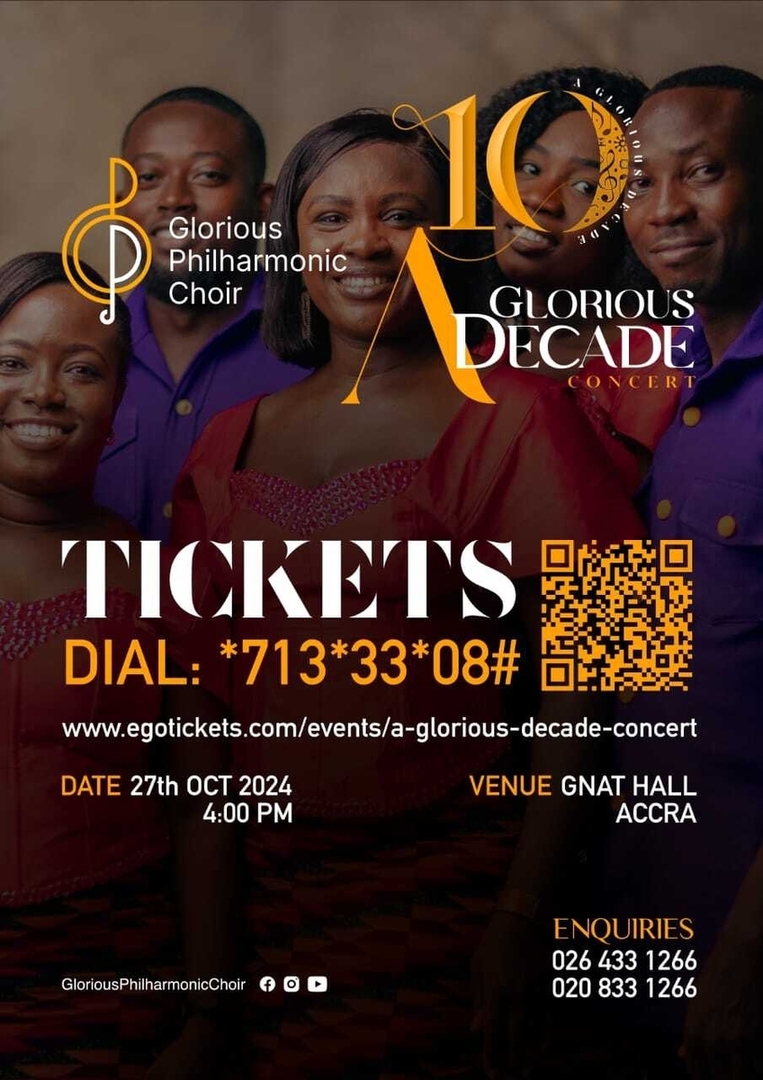 10
A GLORIOUS DECADE
Glorious
Philharmonic
Choir
A GLORIOUS
DECADE
CONCERT
TICKETS
DIAL: *713*33*08#
www.egotickets.com/events/a-glorious-decade-concert
DATE 27th OCT 2024
4:00 PM
VENUE GNAT HALL
ACCRA
ENQUIRIES
026 433 1266
020 833 1266
GloriousPhilharmonicChoir